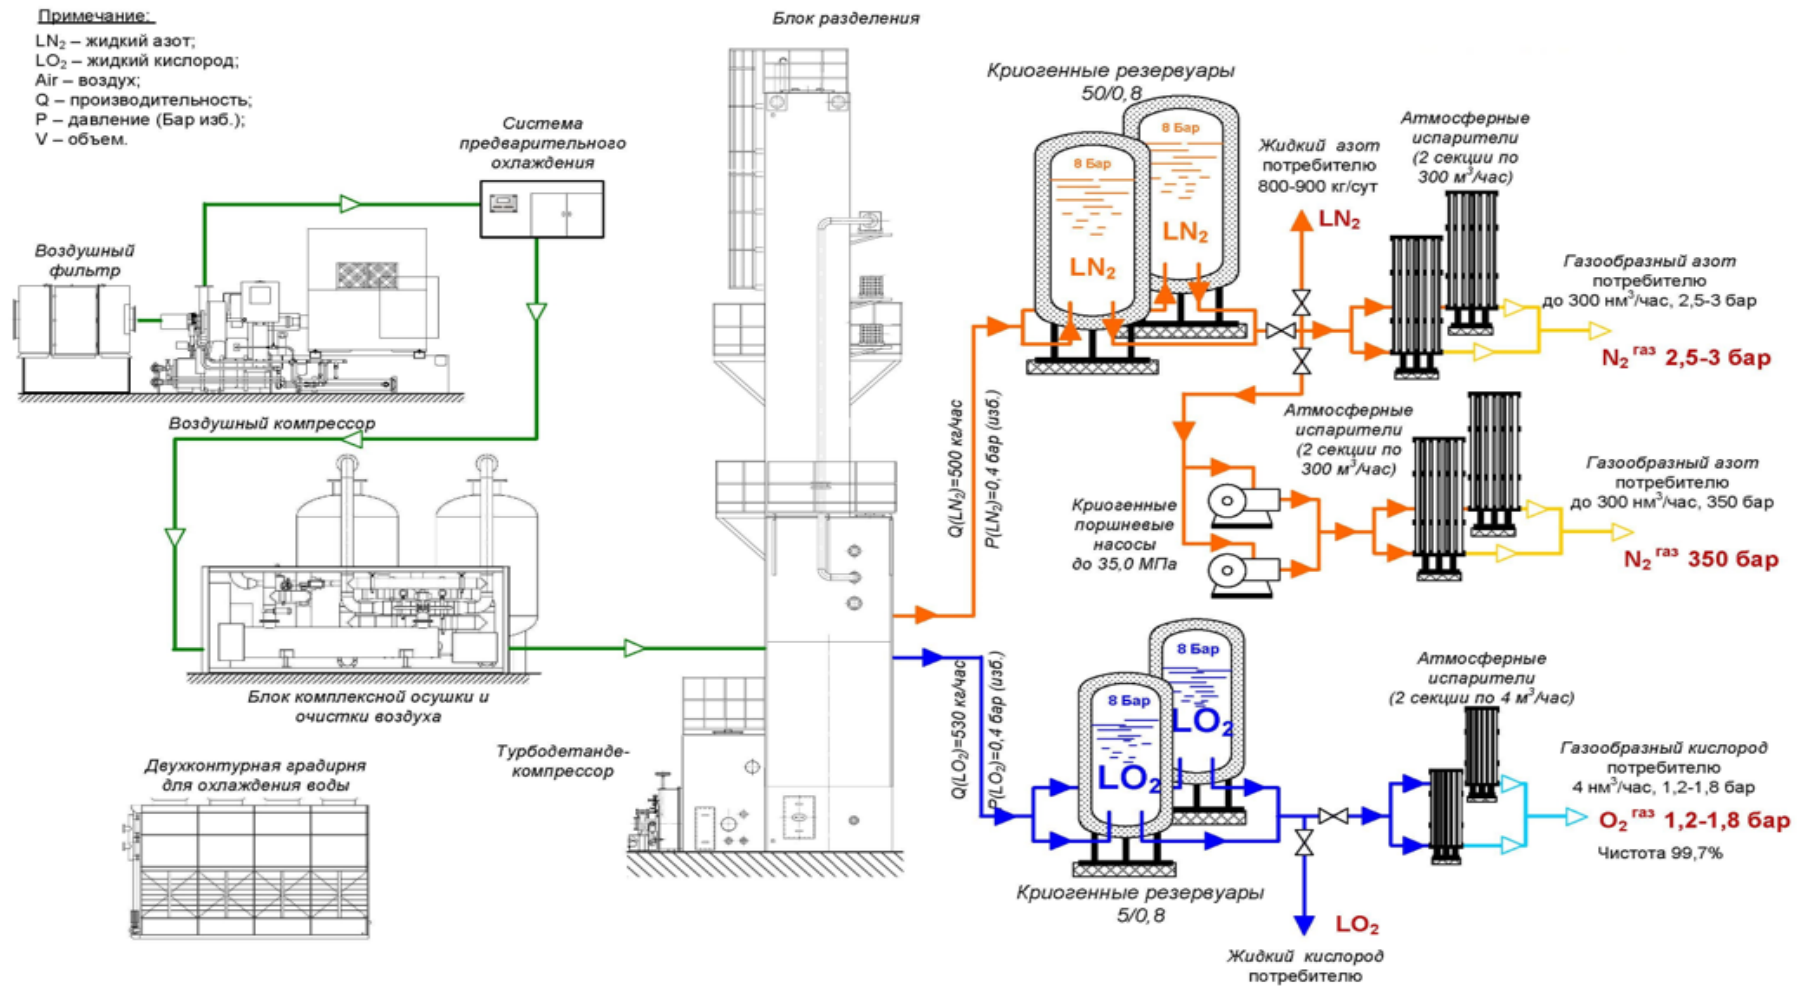 Примечание:
LN₂ – жидкий азот;
LO₂ – жидкий кислород;
Air – воздух;
Q – производительность;
P – давление (Бар изб.);
V – объем.
Блок разделения
Система
предварительного
охлаждения
Воздушный
фильтр
Воздушный компрессор
Блок комплексной осушки и
очистки воздуха
Двухконтурная градирня
для охлаждения воды
Турбодетанде-
компрессор
Криогенные резервуары
50/0,8
8 Бар
LN₂
8 Бар
LN₂
Q(LN₂)=500 кг/час
P(LN₂)=0,4 бар (изб.)
Жидкий азот
потребителю
800-900 кг/сут
LN₂
Атмосферные
испарители
(2 секции по
300 м³/час)
Газообразный азот
потребителю
до 300 нм³/час, 2,5-3 бар
N₂ газ 2,5-3 бар
Криогенные
поршневые
насосы
до 35,0 МПа
Атмосферные
испарители
(2 секции по
300 м³/час)
Газообразный азот
потребителю
до 300 нм³/час, 350 бар
N₂ газ 350 бар
Q(LO₂)=530 кг/час
P(LO₂)=0,4 бар (изб.)
8 Бар
LO₂
8 Бар
LO₂
Криогенные резервуары
5/0,8
LO₂
Жидкий кислород
потребителю
Атмосферные
испарители
(2 секции по 4 м³/час)
Газообразный кислород
потребителю
4 нм³/час, 1,2-1,8 бар
O₂ газ 1,2-1,8 бар
Чистота 99,7%